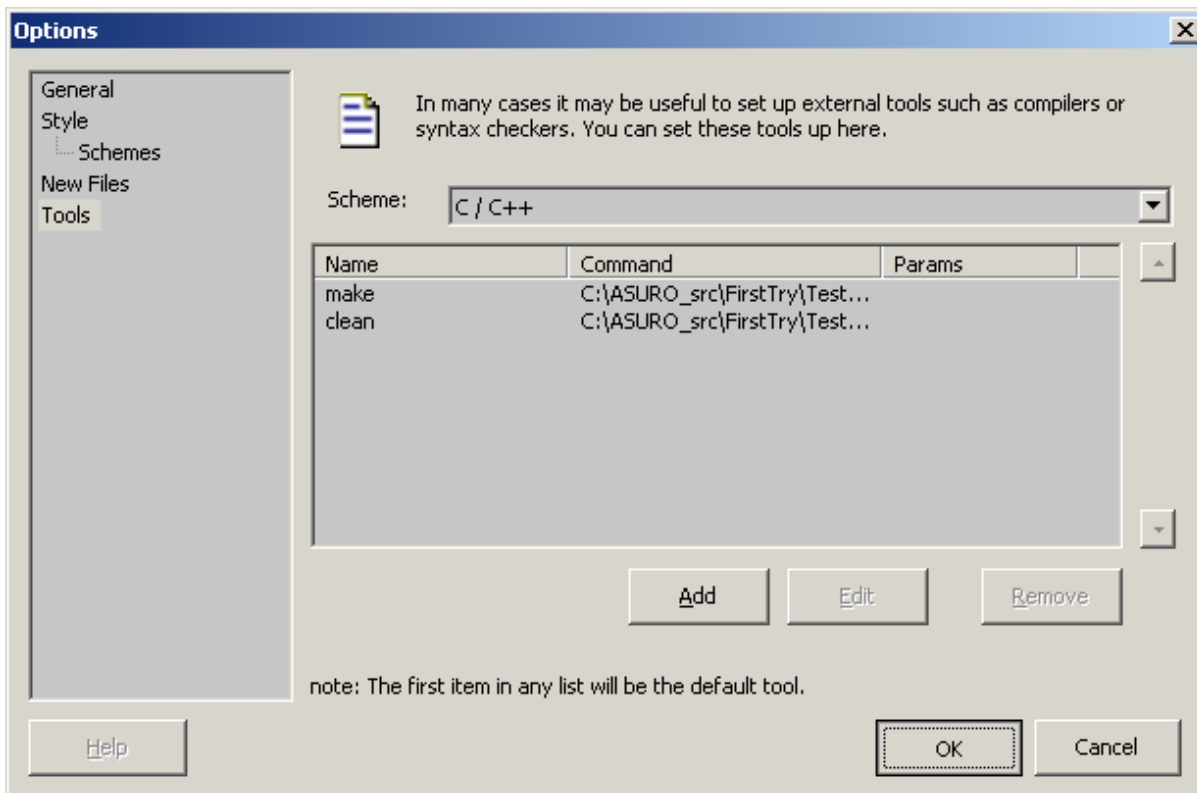 Options
General
Style
Schemes
New Files
Tools
In many cases it may be useful to set up external tools such as compilers or
syntax checkers. You can set these tools up here.
Scheme: C / C++
Name Command Params
make C:\ASURO_src\FirstTry\Test...
clean C:\ASURO_src\FirstTry\Test...
Add Edit Remove
note: The first item in any list will be the default tool.
Help OK Cancel